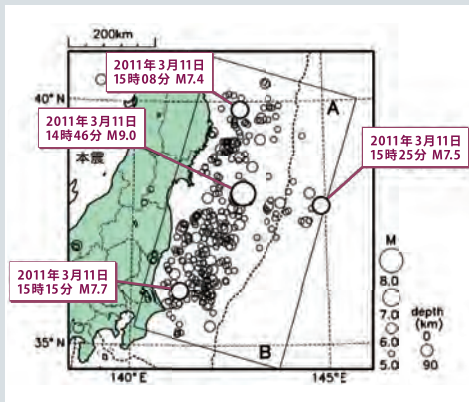 200km
2011年3月11日
15時08分 M7.4
40°N
A
2011年3月11日
14時46分 M9.0
本震
2011年3月11日
15時25分 M7.5
2011年3月11日
15時15分 M7.7
M
8.0
7.0
6.0
5.0
depth
(km)
0
90
35°N
B
140°E
145°E